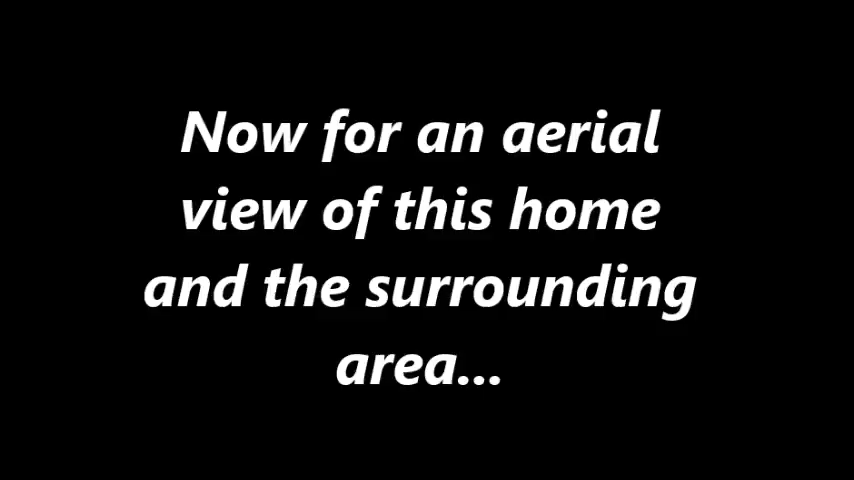 Now for an aerial
view of this home
and the surrounding
area...